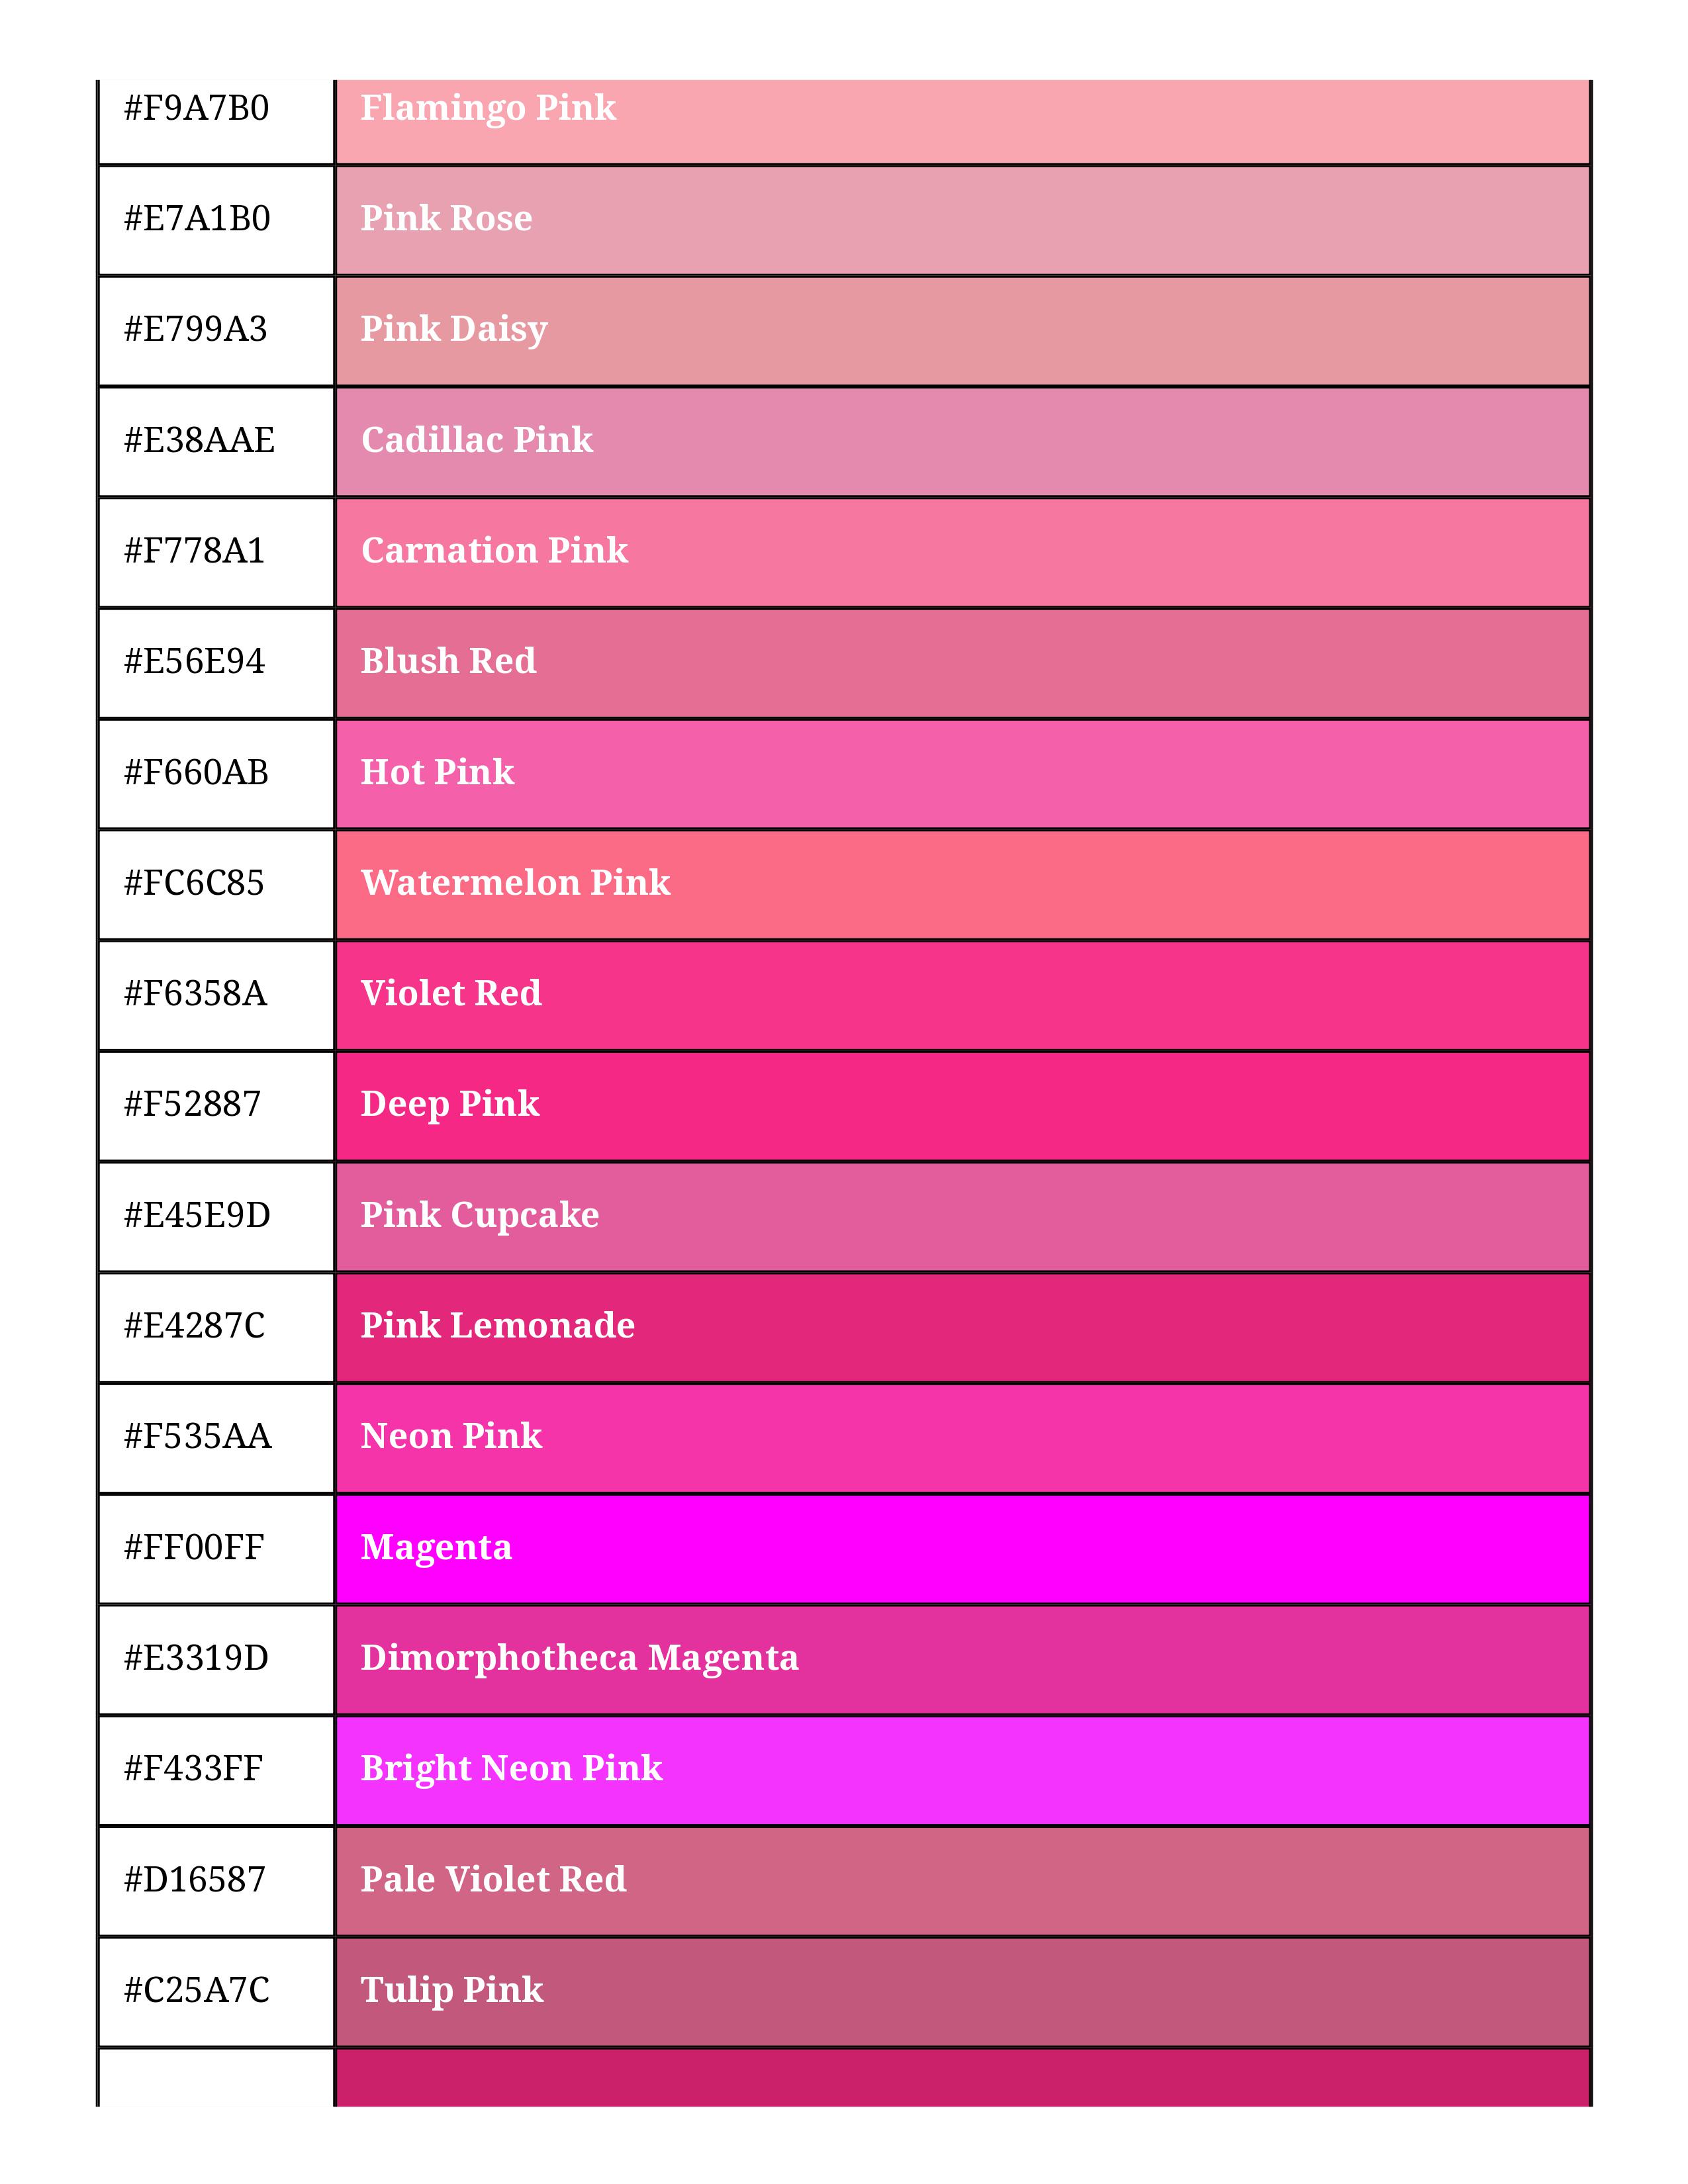 #F9A7B0 Flamingo Pink
#E7A1B0 Pink Rose
#E799A3 Pink Daisy
#E38AAE Cadillac Pink
#F778A1 Carnation Pink
#E56E94 Blush Red
#F660AB Hot Pink
#FC6C85 Watermelon Pink
#F6358A Violet Red
#F52887 Deep Pink
#E45E9D Pink Cupcake
#E4287C Pink Lemonade
#F535AA Neon Pink
#FF00FF Magenta
#E3319D Dimorphotheca Magenta
#F433FF Bright Neon Pink
#D16587 Pale Violet Red
#C25A7C Tulip Pink